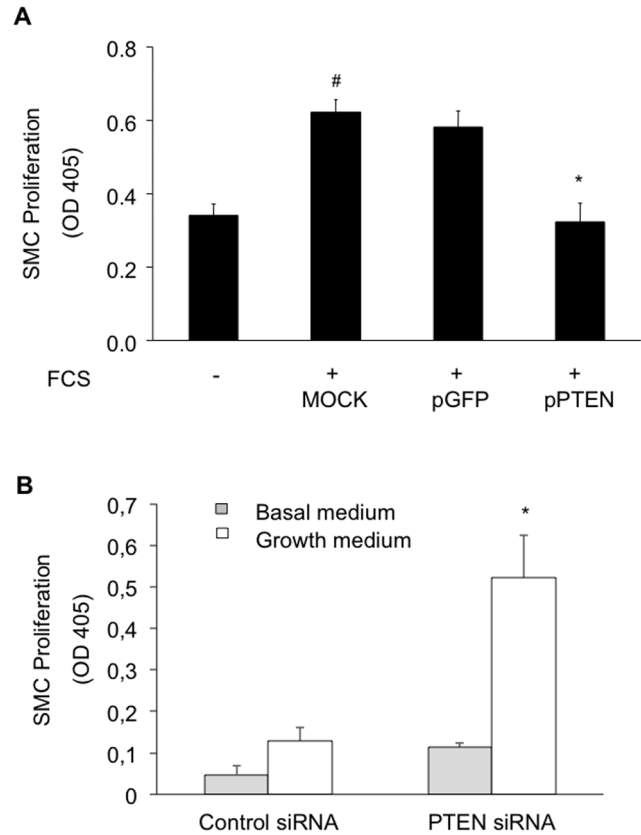 A
0.8
0.6
0.4
0.2
0.0
SMC Proliferation
(OD 405)
#
*
FCS - + + +
MOCK pGFP pPTEN
B
0,7
0,6
0,5
0,4
0,3
0,2
0,1
0
SMC Proliferation
(OD 405)
Basal medium
Growth medium
*
Control siRNA PTEN siRNA